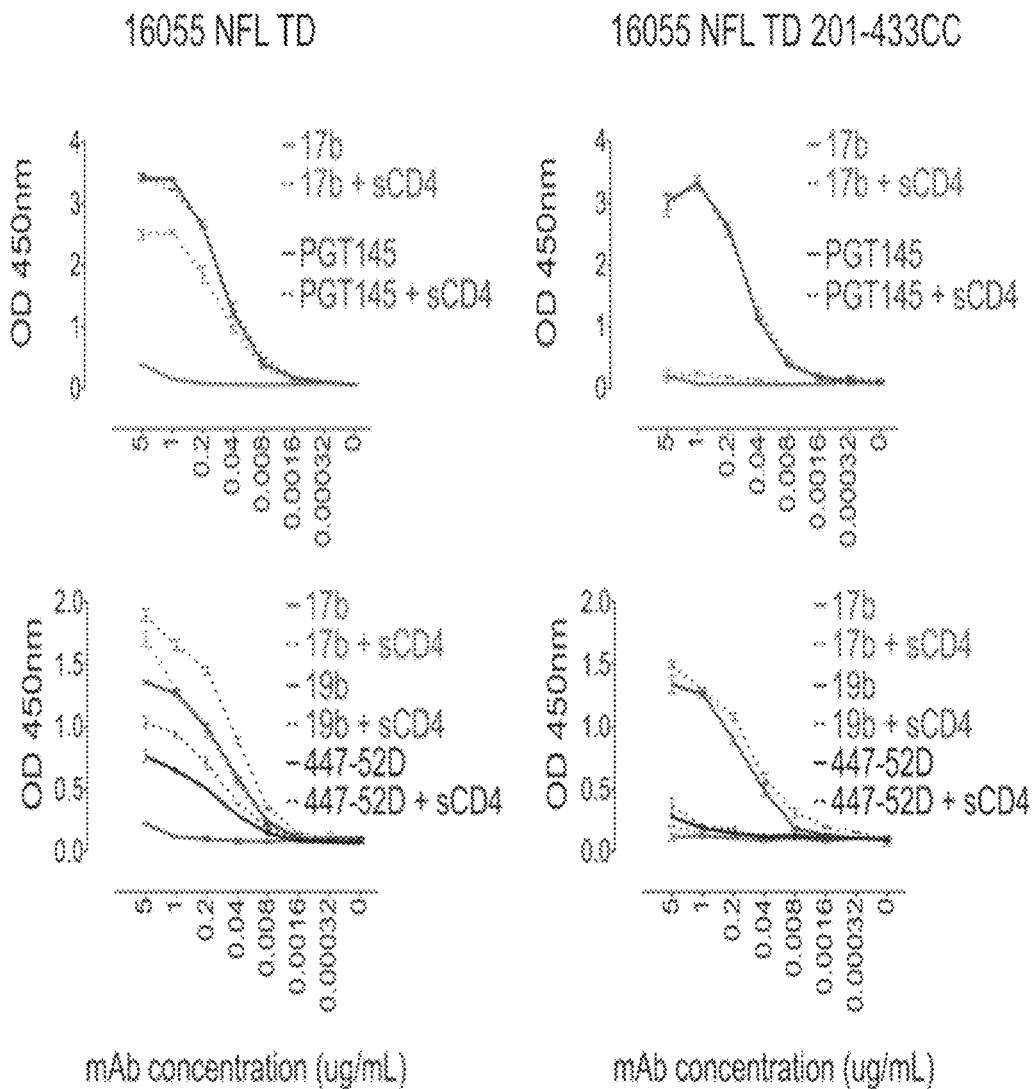 16055 NFL TD
OD 450nm
4
3
2
1
0
17b
17b + sCD4
PGT145
PGT145 + sCD4
5
1
0.2
0.04
0.008
0.0016
0.00032
0
16055 NFL TD 201-433CC
OD 450nm
4
3
2
1
0
17b
17b + sCD4
PGT145
PGT145 + sCD4
5
1
0.2
0.04
0.008
0.0016
0.00032
0
OD 450nm
2.0
1.5
1.0
0.5
0.0
17b
17b + sCD4
19b
19b + sCD4
447-52D
447-52D + sCD4
5
1
0.2
0.04
0.008
0.0016
0.00032
0
mAb concentration (ug/mL)
OD 450nm
2.0
1.5
1.0
0.5
0.0
17b
17b + sCD4
19b
19b + sCD4
447-52D
447-52D + sCD4
5
1
0.2
0.04
0.008
0.0016
0.00032
0
mAb concentration (ug/mL)